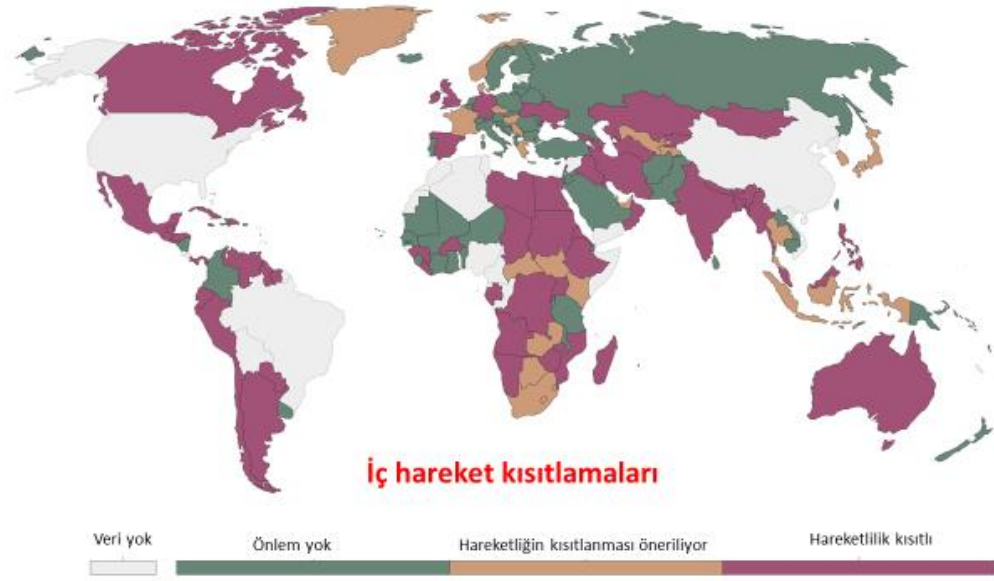 İç hareket kısıtlamaları
Veri yok
Önlem yok
Hareketliğin kısıtlanması öneriliyor
Hareketlilik kısıtlı